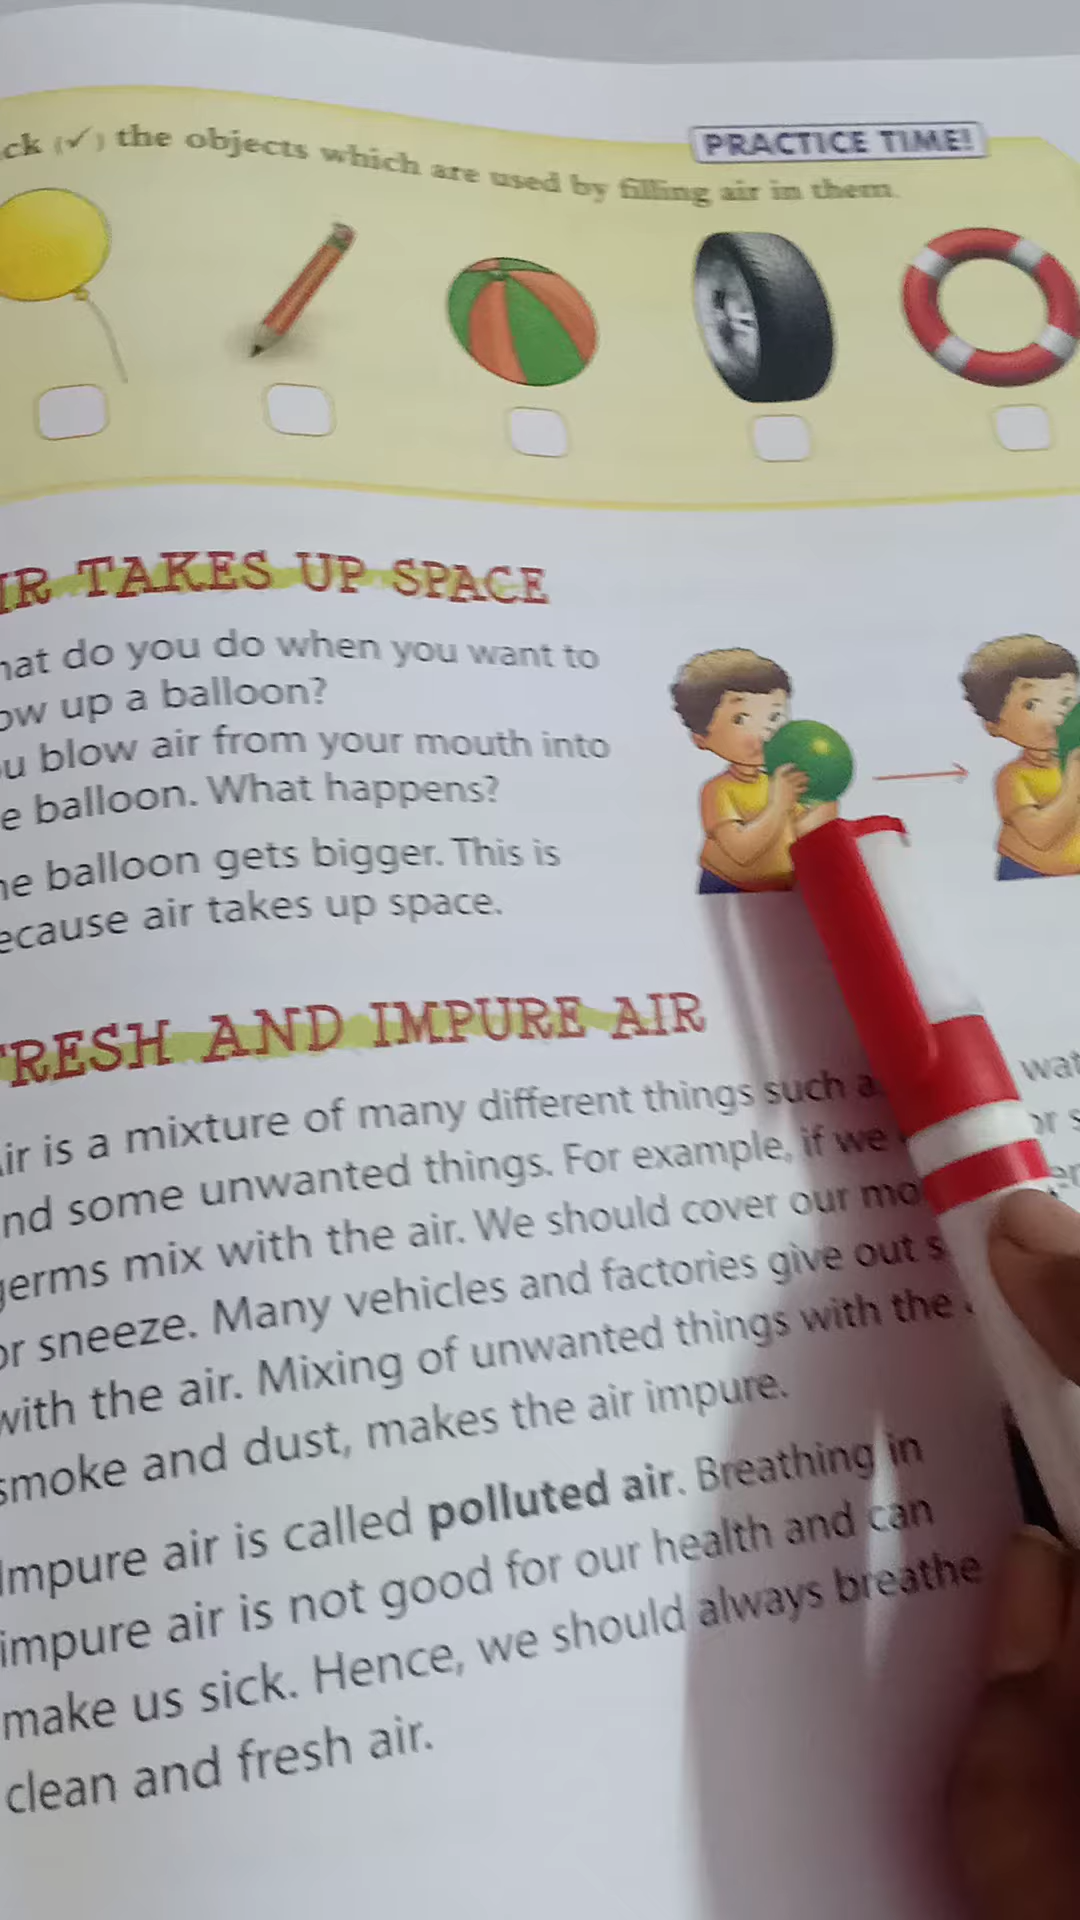 PRACTICE TIME!
ck (✓) the objects which are used by filling air in them.
IR TAKES UP SPACE
hat do you do when you want to
ow up a balloon?
u blow air from your mouth into
e balloon. What happens?
he balloon gets bigger. This is
ecause air takes up space.
RESH AND IMPURE AIR
ir is a mixture of many different things such a wat
nd some unwanted things. For example, if we or s
germs mix with the air. We should cover our mo
or sneeze. Many vehicles and factories give out s
with the air. Mixing of unwanted things with the
smoke and dust, makes the air impure.
Impure air is called polluted air. Breathing in
impure air is not good for our health and can
make us sick. Hence, we should always breathe
clean and fresh air.